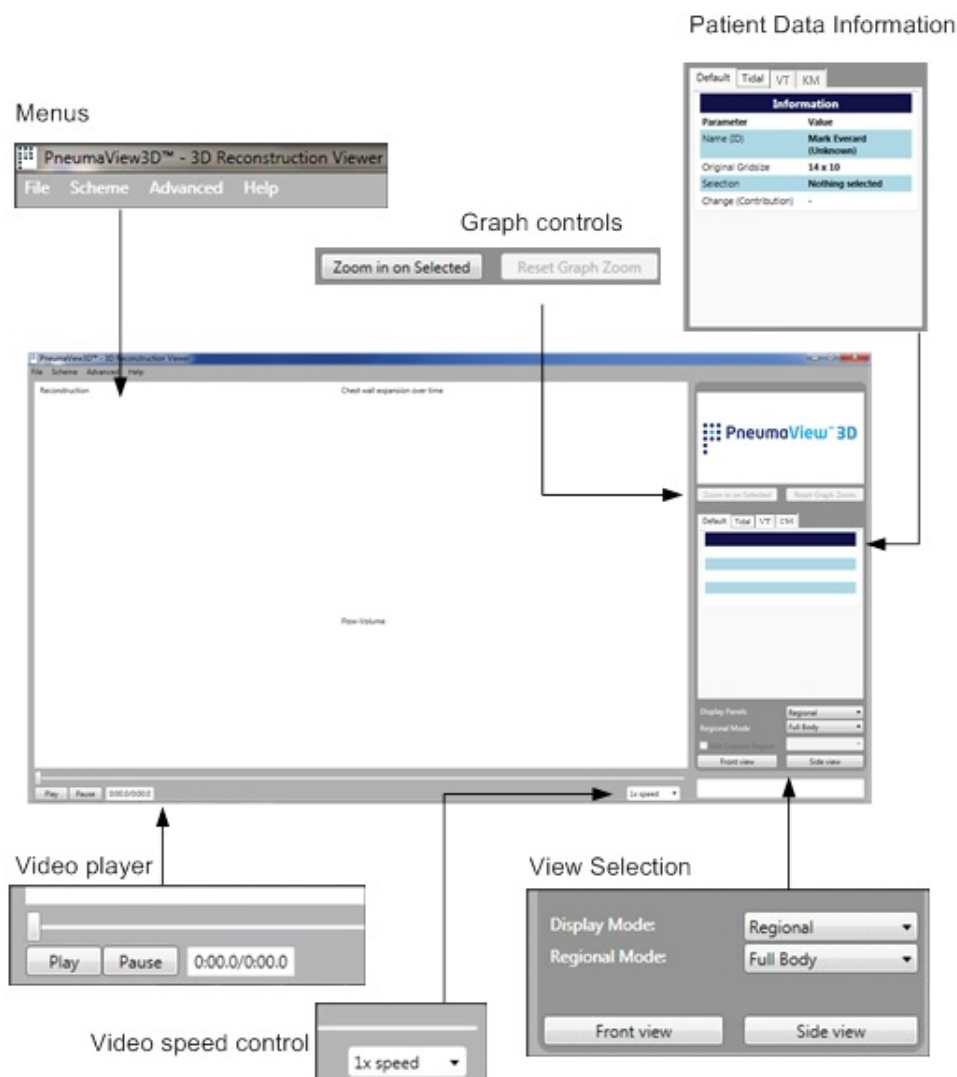 Patient Data Information
Default Tidal VT KM
Information
Parameter Value
Name (ID) Mark Everard
(Unknown)
Original Gridsize 14 x 10
Selection Nothing selected
Change (Contribution) -
Menus
PneumaView3D™ - 3D Reconstruction Viewer
File Scheme Advanced Help
Graph controls
Zoom in on Selected Reset Graph Zoom
PneumaView3D™ - 3D Reconstruction Viewer
File Scheme Advanced Help
Reconstruction Chest wall expansion over time
PneumaView™ 3D
Zoom in on Selected Reset Graph Zoom
Default Tidal VT KM
Flow-Volume
Display Panels Regional
Regional Mode Full Body
Edit Custom Region
Front view Side view
Play Pause 0:00.0/0:00.0 1x speed
Video player
Play Pause 0:00.0/0:00.0
View Selection
Display Mode: Regional
Regional Mode: Full Body
Front view Side view
Video speed control
1x speed